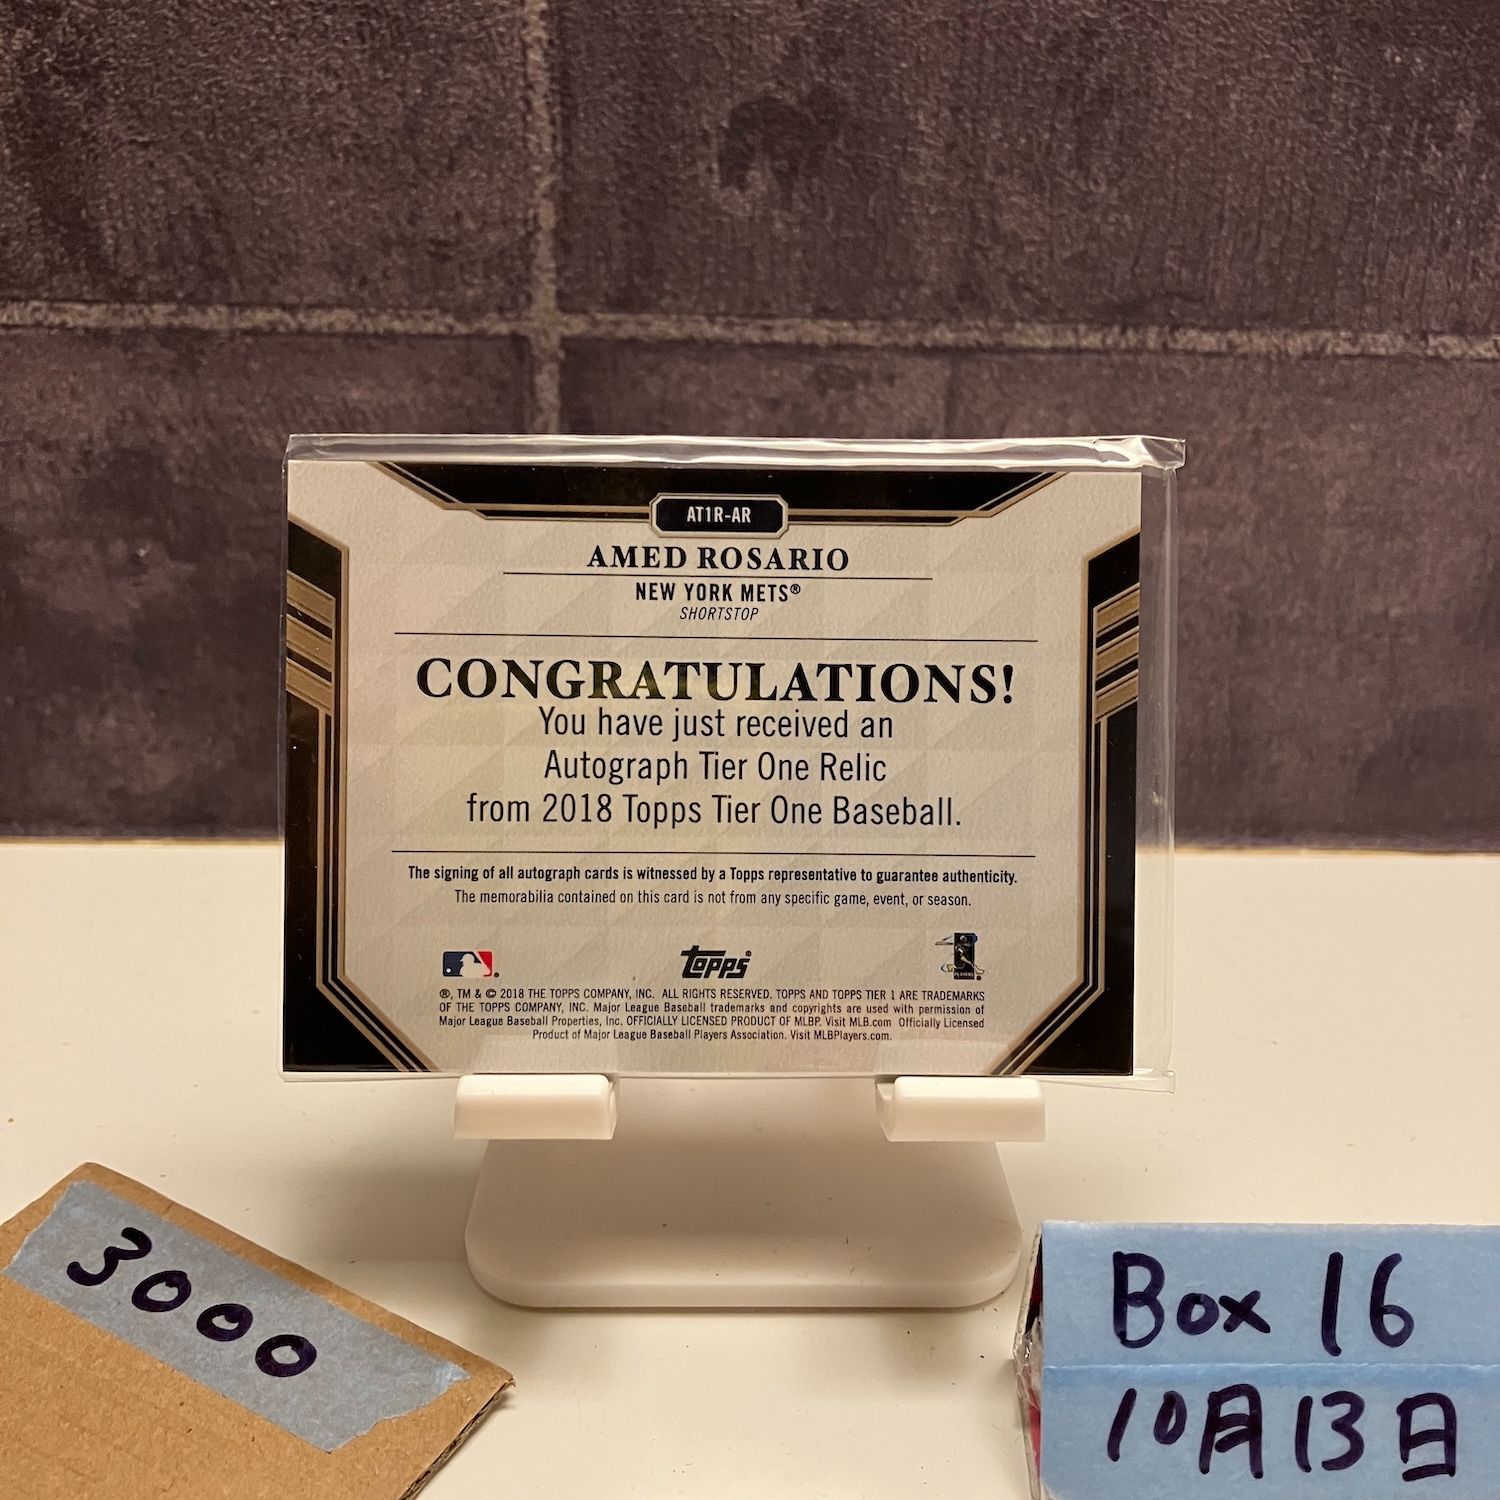 AT1R-AR
AMED ROSARIO
NEW YORK METS®
SHORTSTOP
CONGRATULATIONS!
You have just received an
Autograph Tier One Relic
from 2018 Topps Tier One Baseball.
The signing of all autograph cards is witnessed by a Topps representative to guarantee authenticity.
The memorabilia contained on this card is not from any specific game, event, or season.
topps
®, TM & © 2018 THE TOPPS COMPANY, INC. ALL RIGHTS RESERVED. TOPPS AND TOPPS TIER 1 ARE TRADEMARKS
OF THE TOPPS COMPANY, INC. Major League Baseball trademarks and copyrights are used with permission of
Major League Baseball Properties, Inc. OFFICIALLY LICENSED PRODUCT OF MLBP. Visit MLB.com Officially Licensed
Product of Major League Baseball Players Association. Visit MLBPlayers.com.
3000
Box 16
10月13日